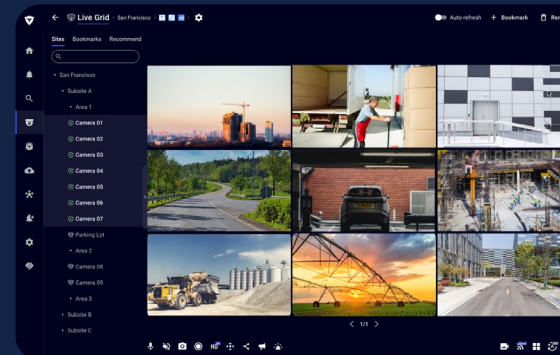 Live Grid · San Francisco ·
AI
Auto-refresh
+ Bookmark
Sites Bookmarks Recommend
San Francisco
Subsite A
Area 1
Camera 01
Camera 02
Camera 03
Camera 04
Camera 05
Camera 06
Camera 07
Parking Lot
Area 2
Camera 08
Camera 09
Area 3
Subsite B
Subsite C
< 1/1 >
HD